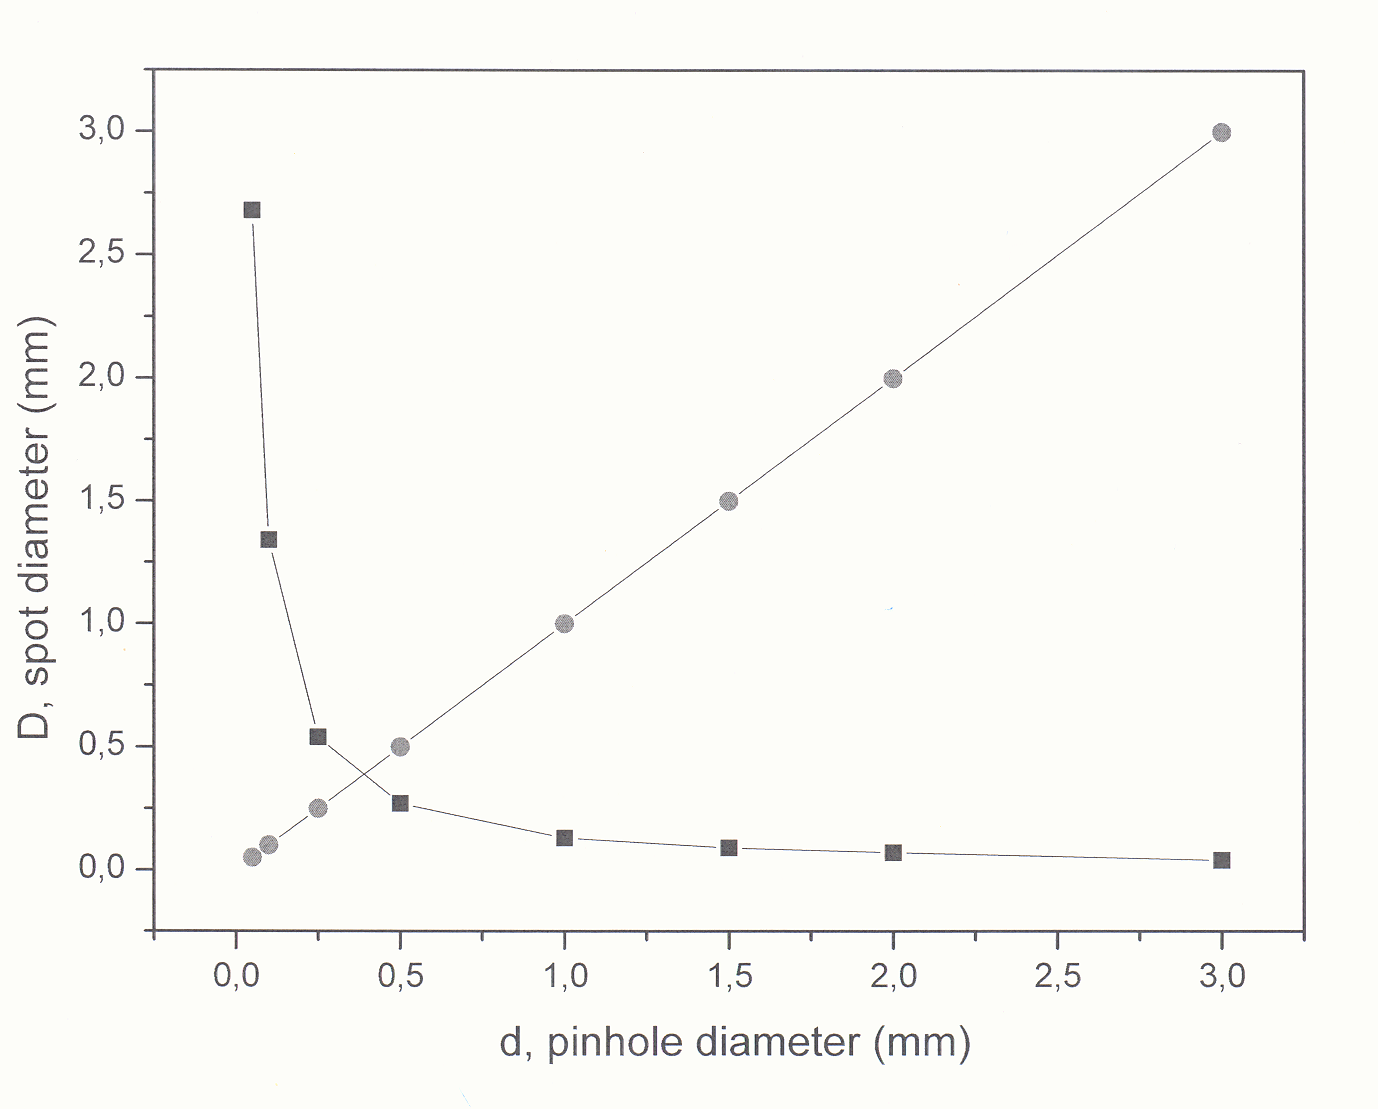 D, spot diameter (mm)
3,0
2,5
2,0
1,5
1,0
0,5
0,0
0,0 0,5 1,0 1,5 2,0 2,5 3,0
d, pinhole diameter (mm)